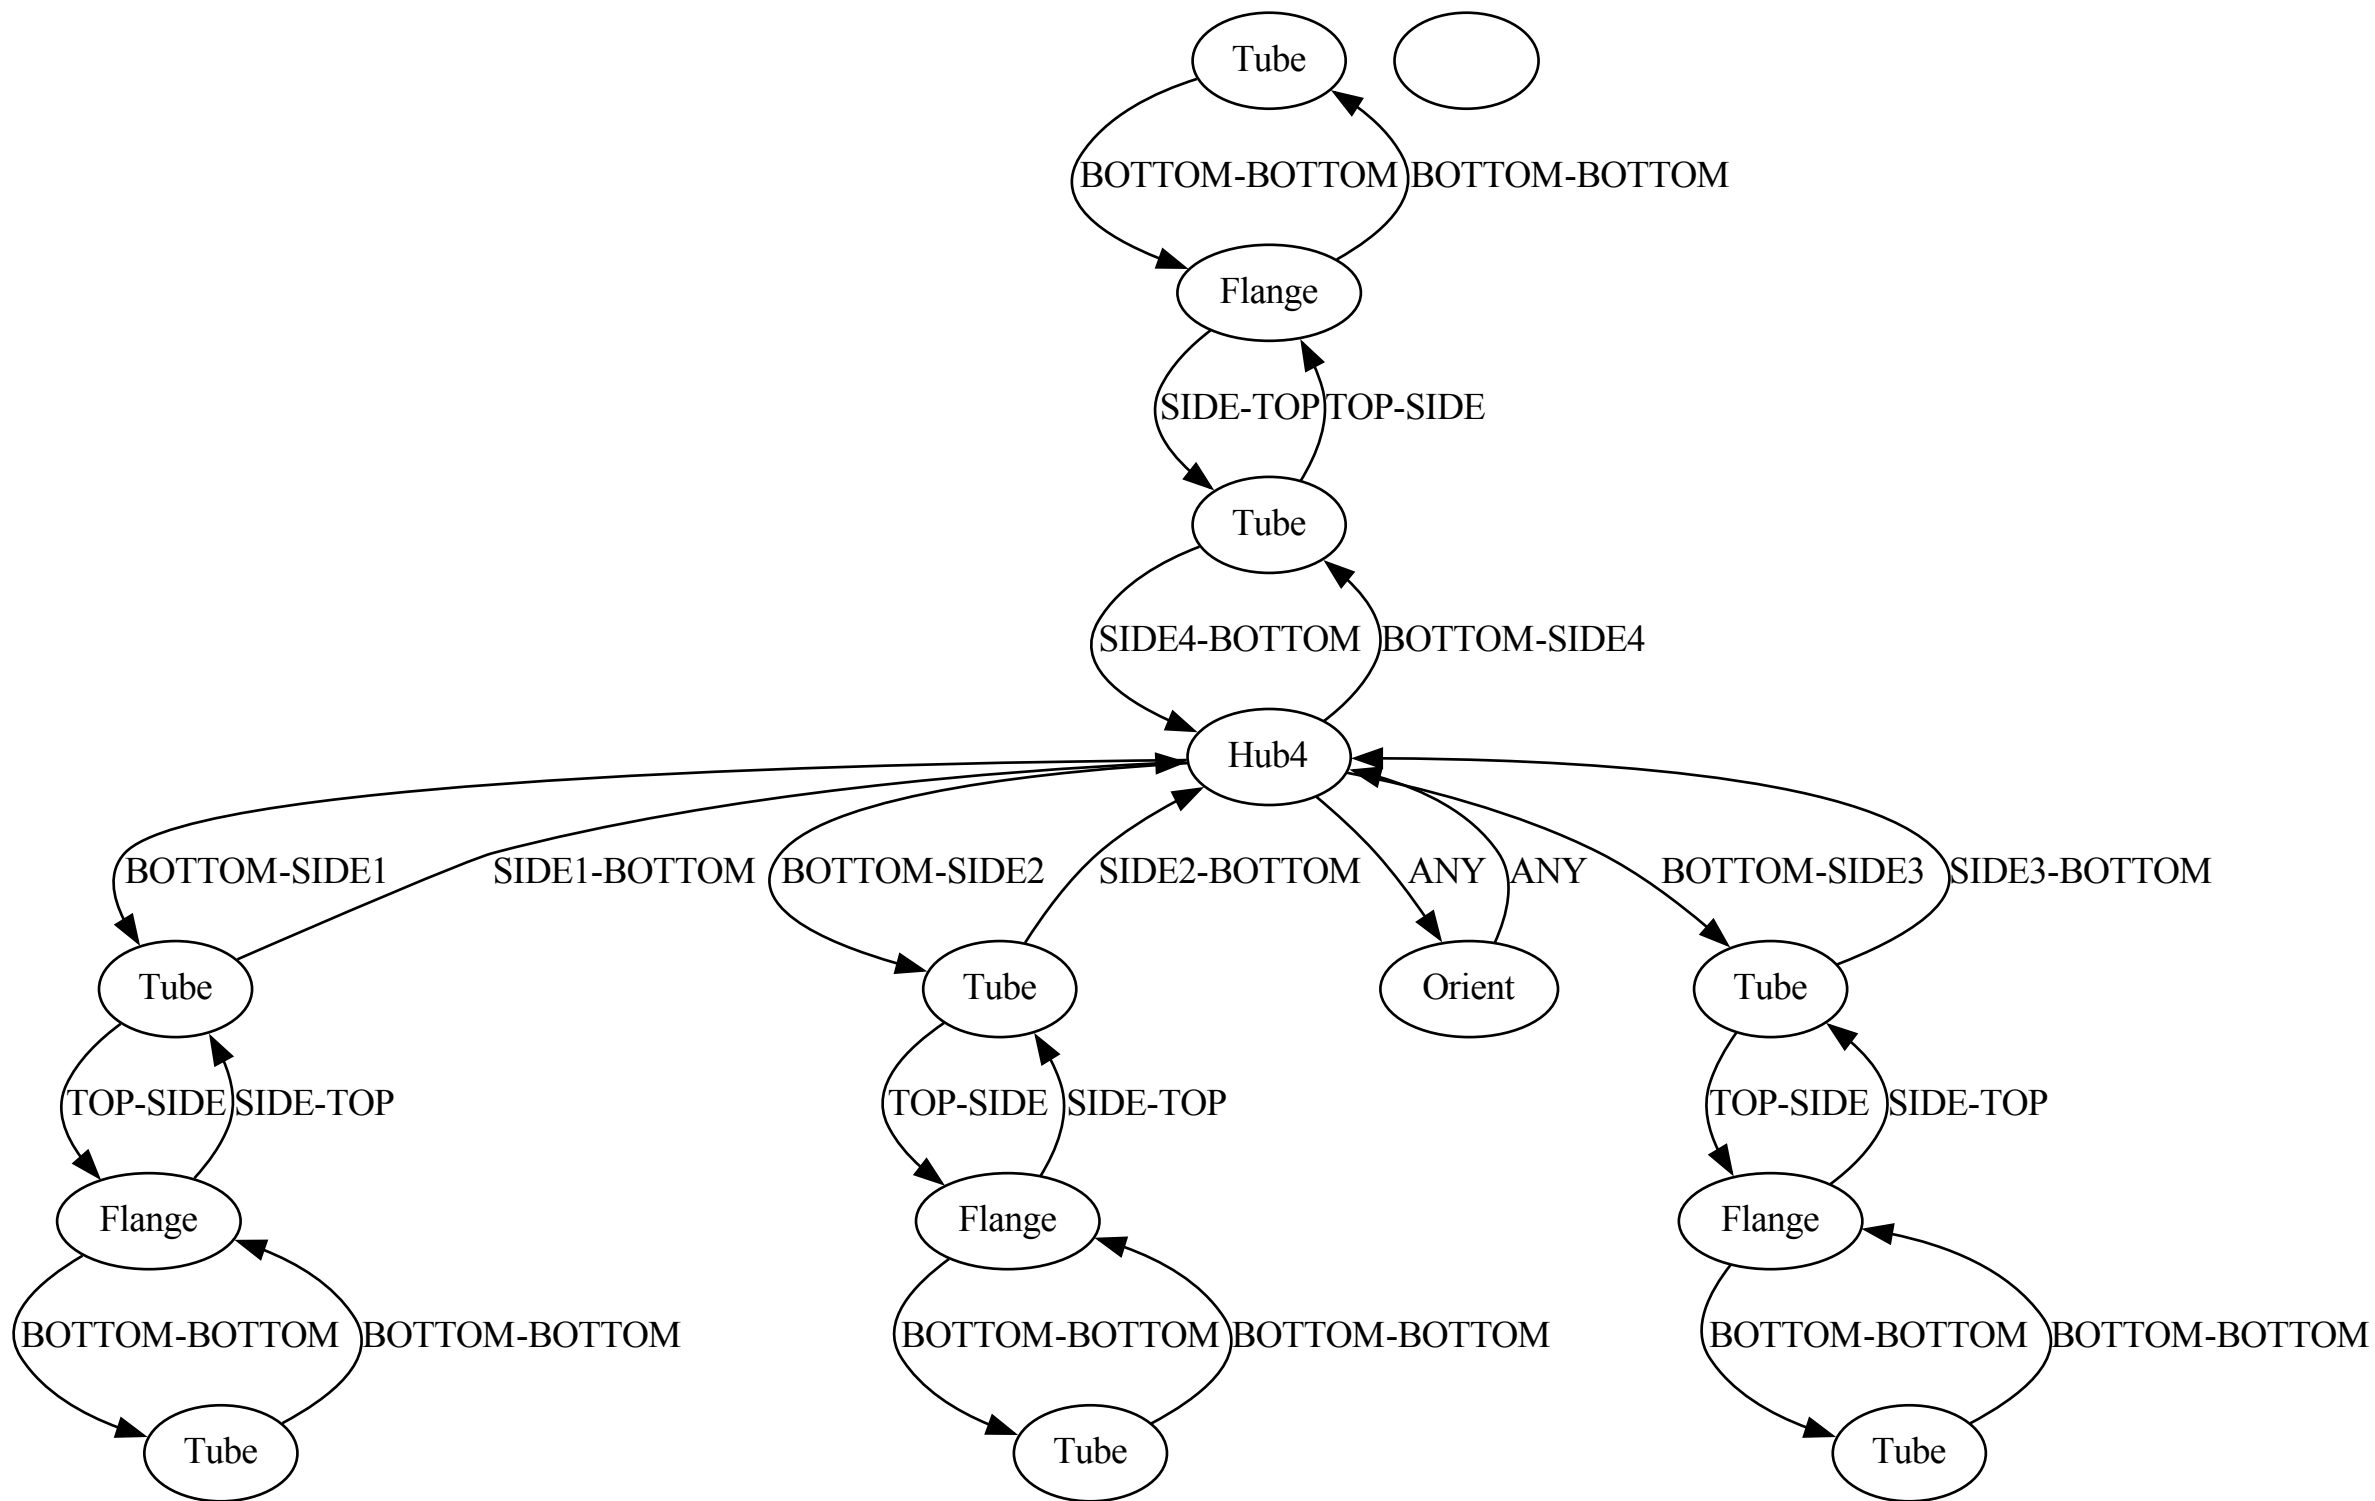 Tube
BOTTOM-BOTTOM BOTTOM-BOTTOM
Flange
SIDE-TOP TOP-SIDE
Tube
SIDE4-BOTTOM BOTTOM-SIDE4
Hub4
BOTTOM-SIDE1 SIDE1-BOTTOM BOTTOM-SIDE2 SIDE2-BOTTOM ANY ANY BOTTOM-SIDE3 SIDE3-BOTTOM
Tube Tube Orient Tube
TOP-SIDE SIDE-TOP TOP-SIDE SIDE-TOP TOP-SIDE SIDE-TOP
Flange Flange Flange
BOTTOM-BOTTOM BOTTOM-BOTTOM BOTTOM-BOTTOM BOTTOM-BOTTOM BOTTOM-BOTTOM BOTTOM-BOTTOM
Tube Tube Tube